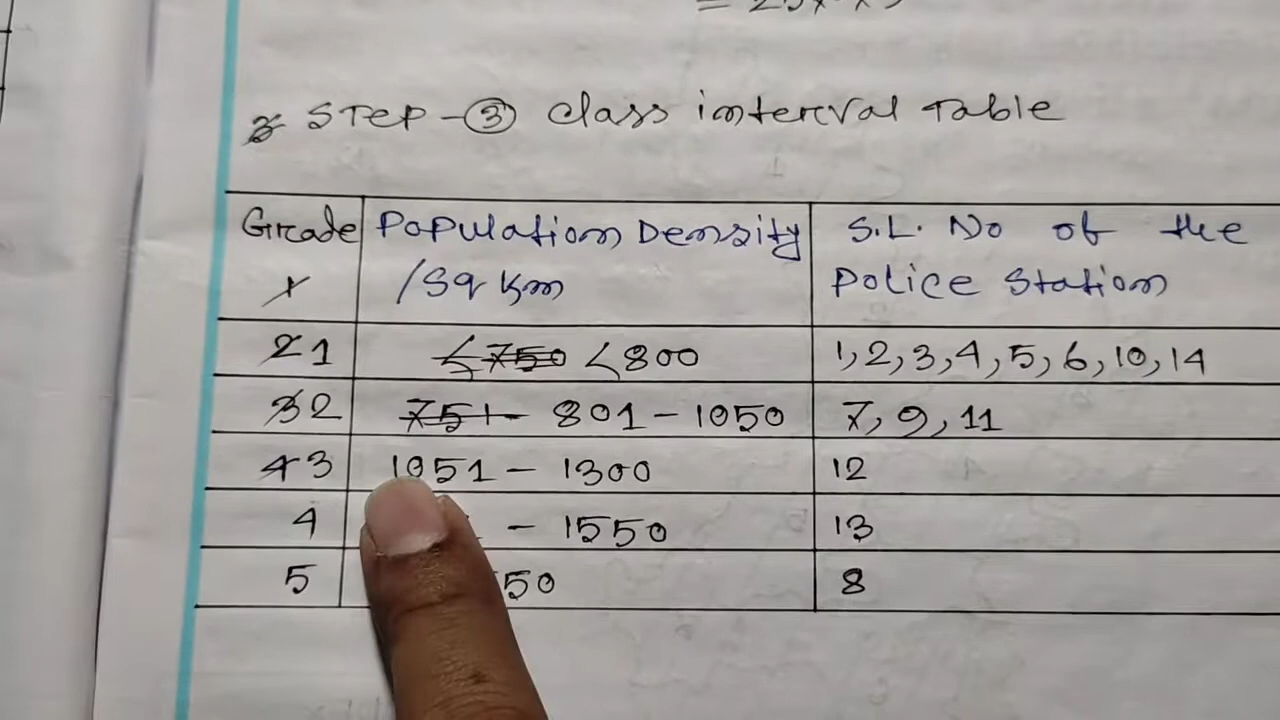 STEP - ③ Class interval Table
Grade Population Density S.L. No of the
/Sq Km Police Station
1 <750 <800 1,2,3,4,5,6,10,14
2 751- 801 - 1050 7, 9, 11
3 1051 - 1300 12
4 - 1550 13
5 50 8